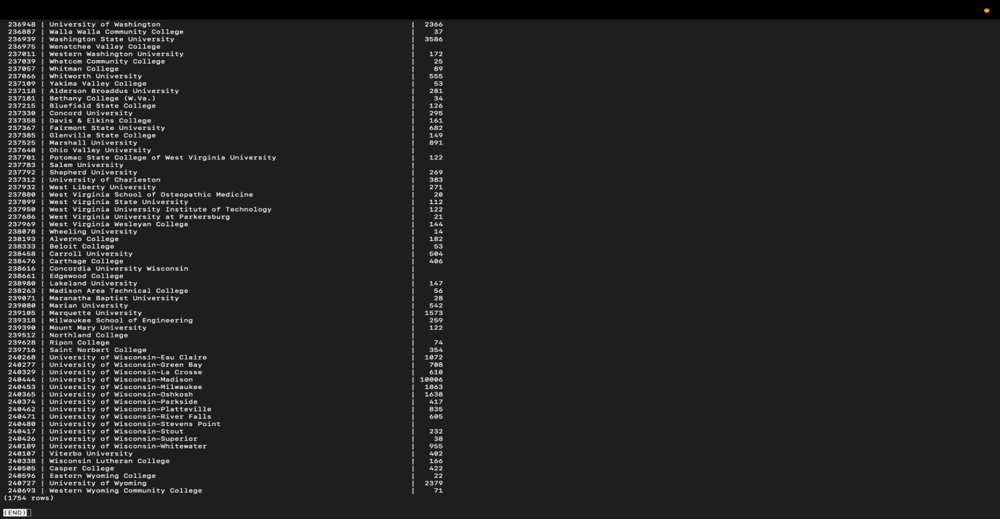 236948 | University of Washington | 2366
236887 | Walla Walla Community College | 37
236939 | Washington State University | 3586
236975 | Wenatchee Valley College |
237011 | Western Washington University | 172
237039 | Whatcom Community College | 25
237057 | Whitman College | 89
237066 | Whitworth University | 555
237109 | Yakima Valley College | 53
237118 | Alderson Broaddus University | 281
237181 | Bethany College (W.Va.) | 34
237215 | Bluefield State College | 126
237330 | Concord University | 295
237358 | Davis & Elkins College | 161
237367 | Fairmont State University | 682
237385 | Glenville State College | 149
237525 | Marshall University | 891
237640 | Ohio Valley University |
237701 | Potomac State College of West Virginia University | 122
237783 | Salem University |
237792 | Shepherd University | 269
237312 | University of Charleston | 383
237932 | West Liberty University | 271
237880 | West Virginia School of Osteopathic Medicine | 20
237899 | West Virginia State University | 112
237950 | West Virginia University Institute of Technology | 122
237686 | West Virginia University at Parkersburg | 21
237969 | West Virginia Wesleyan College | 144
238078 | Wheeling University | 14
238193 | Alverno College | 182
238333 | Beloit College | 53
238458 | Carroll University | 504
238476 | Carthage College | 406
238616 | Concordia University Wisconsin |
238661 | Edgewood College |
238980 | Lakeland University | 147
238263 | Madison Area Technical College | 56
239071 | Maranatha Baptist University | 28
239080 | Marian University | 542
239105 | Marquette University | 1573
239318 | Milwaukee School of Engineering | 259
239390 | Mount Mary University | 122
239512 | Northland College |
239628 | Ripon College | 74
239716 | Saint Norbert College | 354
240268 | University of Wisconsin-Eau Claire | 1072
240277 | University of Wisconsin-Green Bay | 708
240329 | University of Wisconsin-La Crosse | 610
240444 | University of Wisconsin-Madison | 10006
240453 | University of Wisconsin-Milwaukee | 1863
240365 | University of Wisconsin-Oshkosh | 1638
240374 | University of Wisconsin-Parkside | 417
240462 | University of Wisconsin-Platteville | 835
240471 | University of Wisconsin-River Falls | 605
240480 | University of Wisconsin-Stevens Point |
240417 | University of Wisconsin-Stout | 232
240426 | University of Wisconsin-Superior | 38
240189 | University of Wisconsin-Whitewater | 955
240107 | Viterbo University | 402
240338 | Wisconsin Lutheran College | 166
240505 | Casper College | 422
240596 | Eastern Wyoming College | 22
240727 | University of Wyoming | 2379
240693 | Western Wyoming Community College | 71
(1754 rows)
(END)